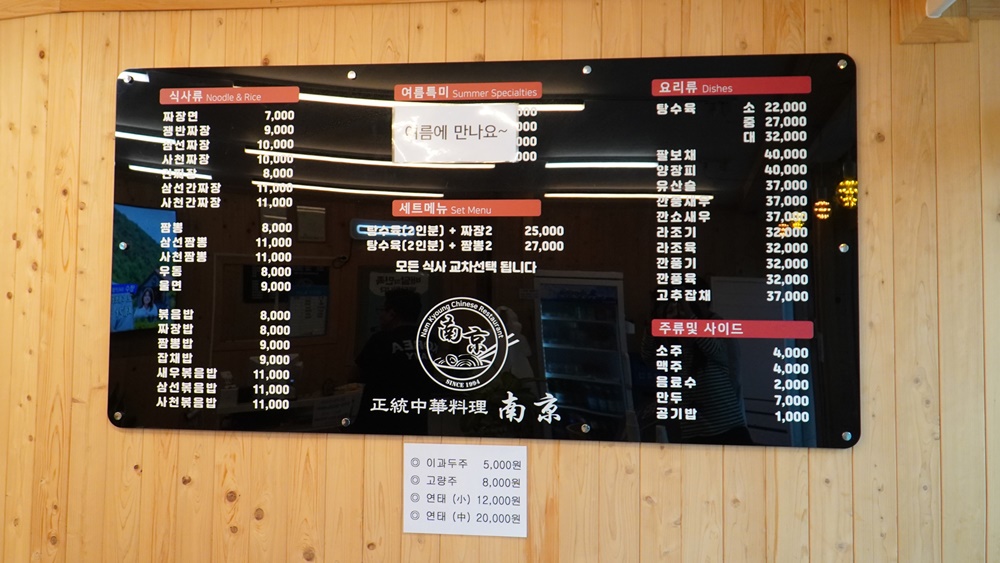 식사류 Noodle & Rice
짜장면 7,000
쟁반짜장 9,000
삼선짜장 10,000
사천짜장 10,000
간짜장 8,000
삼선간짜장 11,000
사천간짜장 11,000
짬뽕 8,000
삼선짬뽕 11,000
사천짬뽕 11,000
우동 8,000
울면 9,000
볶음밥 8,000
짜장밥 8,000
짬뽕밥 9,000
잡채밥 9,000
새우볶음밥 11,000
삼선볶음밥 11,000
사천볶음밥 11,000
여름특미 Summer Specialties
여름에 만나요~
세트메뉴 Set Menu
탕수육(2인분) + 짜장2 25,000
탕수육(2인분) + 짬뽕2 27,000
모든 식사 교차선택 됩니다
Nam Kyoung Chinese Restaurant
南京
SINCE 1994
正統中華料理 南京
요리류 Dishes
탕수육 소 22,000
중 27,000
대 32,000
팔보채 40,000
양장피 40,000
유산슬 37,000
깐풍새우 37,000
깐쇼새우 37,000
라조기 32,000
라조육 32,000
깐풍기 32,000
깐풍육 32,000
고추잡채 37,000
주류및 사이드
소주 4,000
맥주 4,000
음료수 2,000
만두 7,000
공기밥 1,000
◎ 이과두주 5,000원
◎ 고량주 8,000원
◎ 연태 (小) 12,000원
◎ 연태 (中) 20,000원